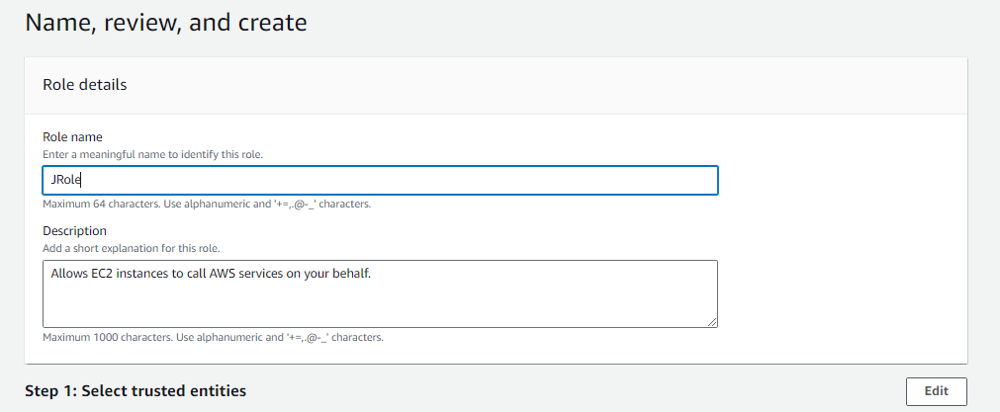 Name, review, and create
Role details
Role name
Enter a meaningful name to identify this role.
JRole
Maximum 64 characters. Use alphanumeric and '+=,.@-_' characters.
Description
Add a short explanation for this role.
Allows EC2 instances to call AWS services on your behalf.
Maximum 1000 characters. Use alphanumeric and '+=,.@-_' characters.
Step 1: Select trusted entities
Edit